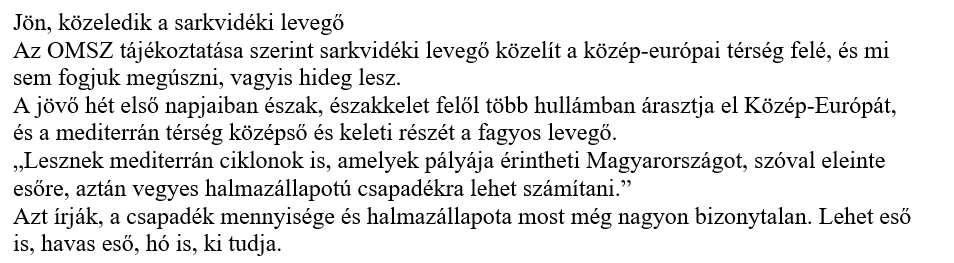 Jön, közeledik a sarkvidéki levegő
Az OMSZ tájékoztatása szerint sarkvidéki levegő közelít a közép-európai térség felé, és mi
sem fogjuk megúszni, vagyis hideg lesz.
A jövő hét első napjaiban észak, északkelet felől több hullámban árasztja el Közép-Európát,
és a mediterrán térség középső és keleti részét a fagyos levegő.
„Lesznek mediterrán ciklonok is, amelyek pályája érintheti Magyarországot, szóval eleinte
esőre, aztán vegyes halmazállapotú csapadékra lehet számítani.”
Azt írják, a csapadék mennyisége és halmazállapota most még nagyon bizonytalan. Lehet eső
is, havas eső, hó is, ki tudja.